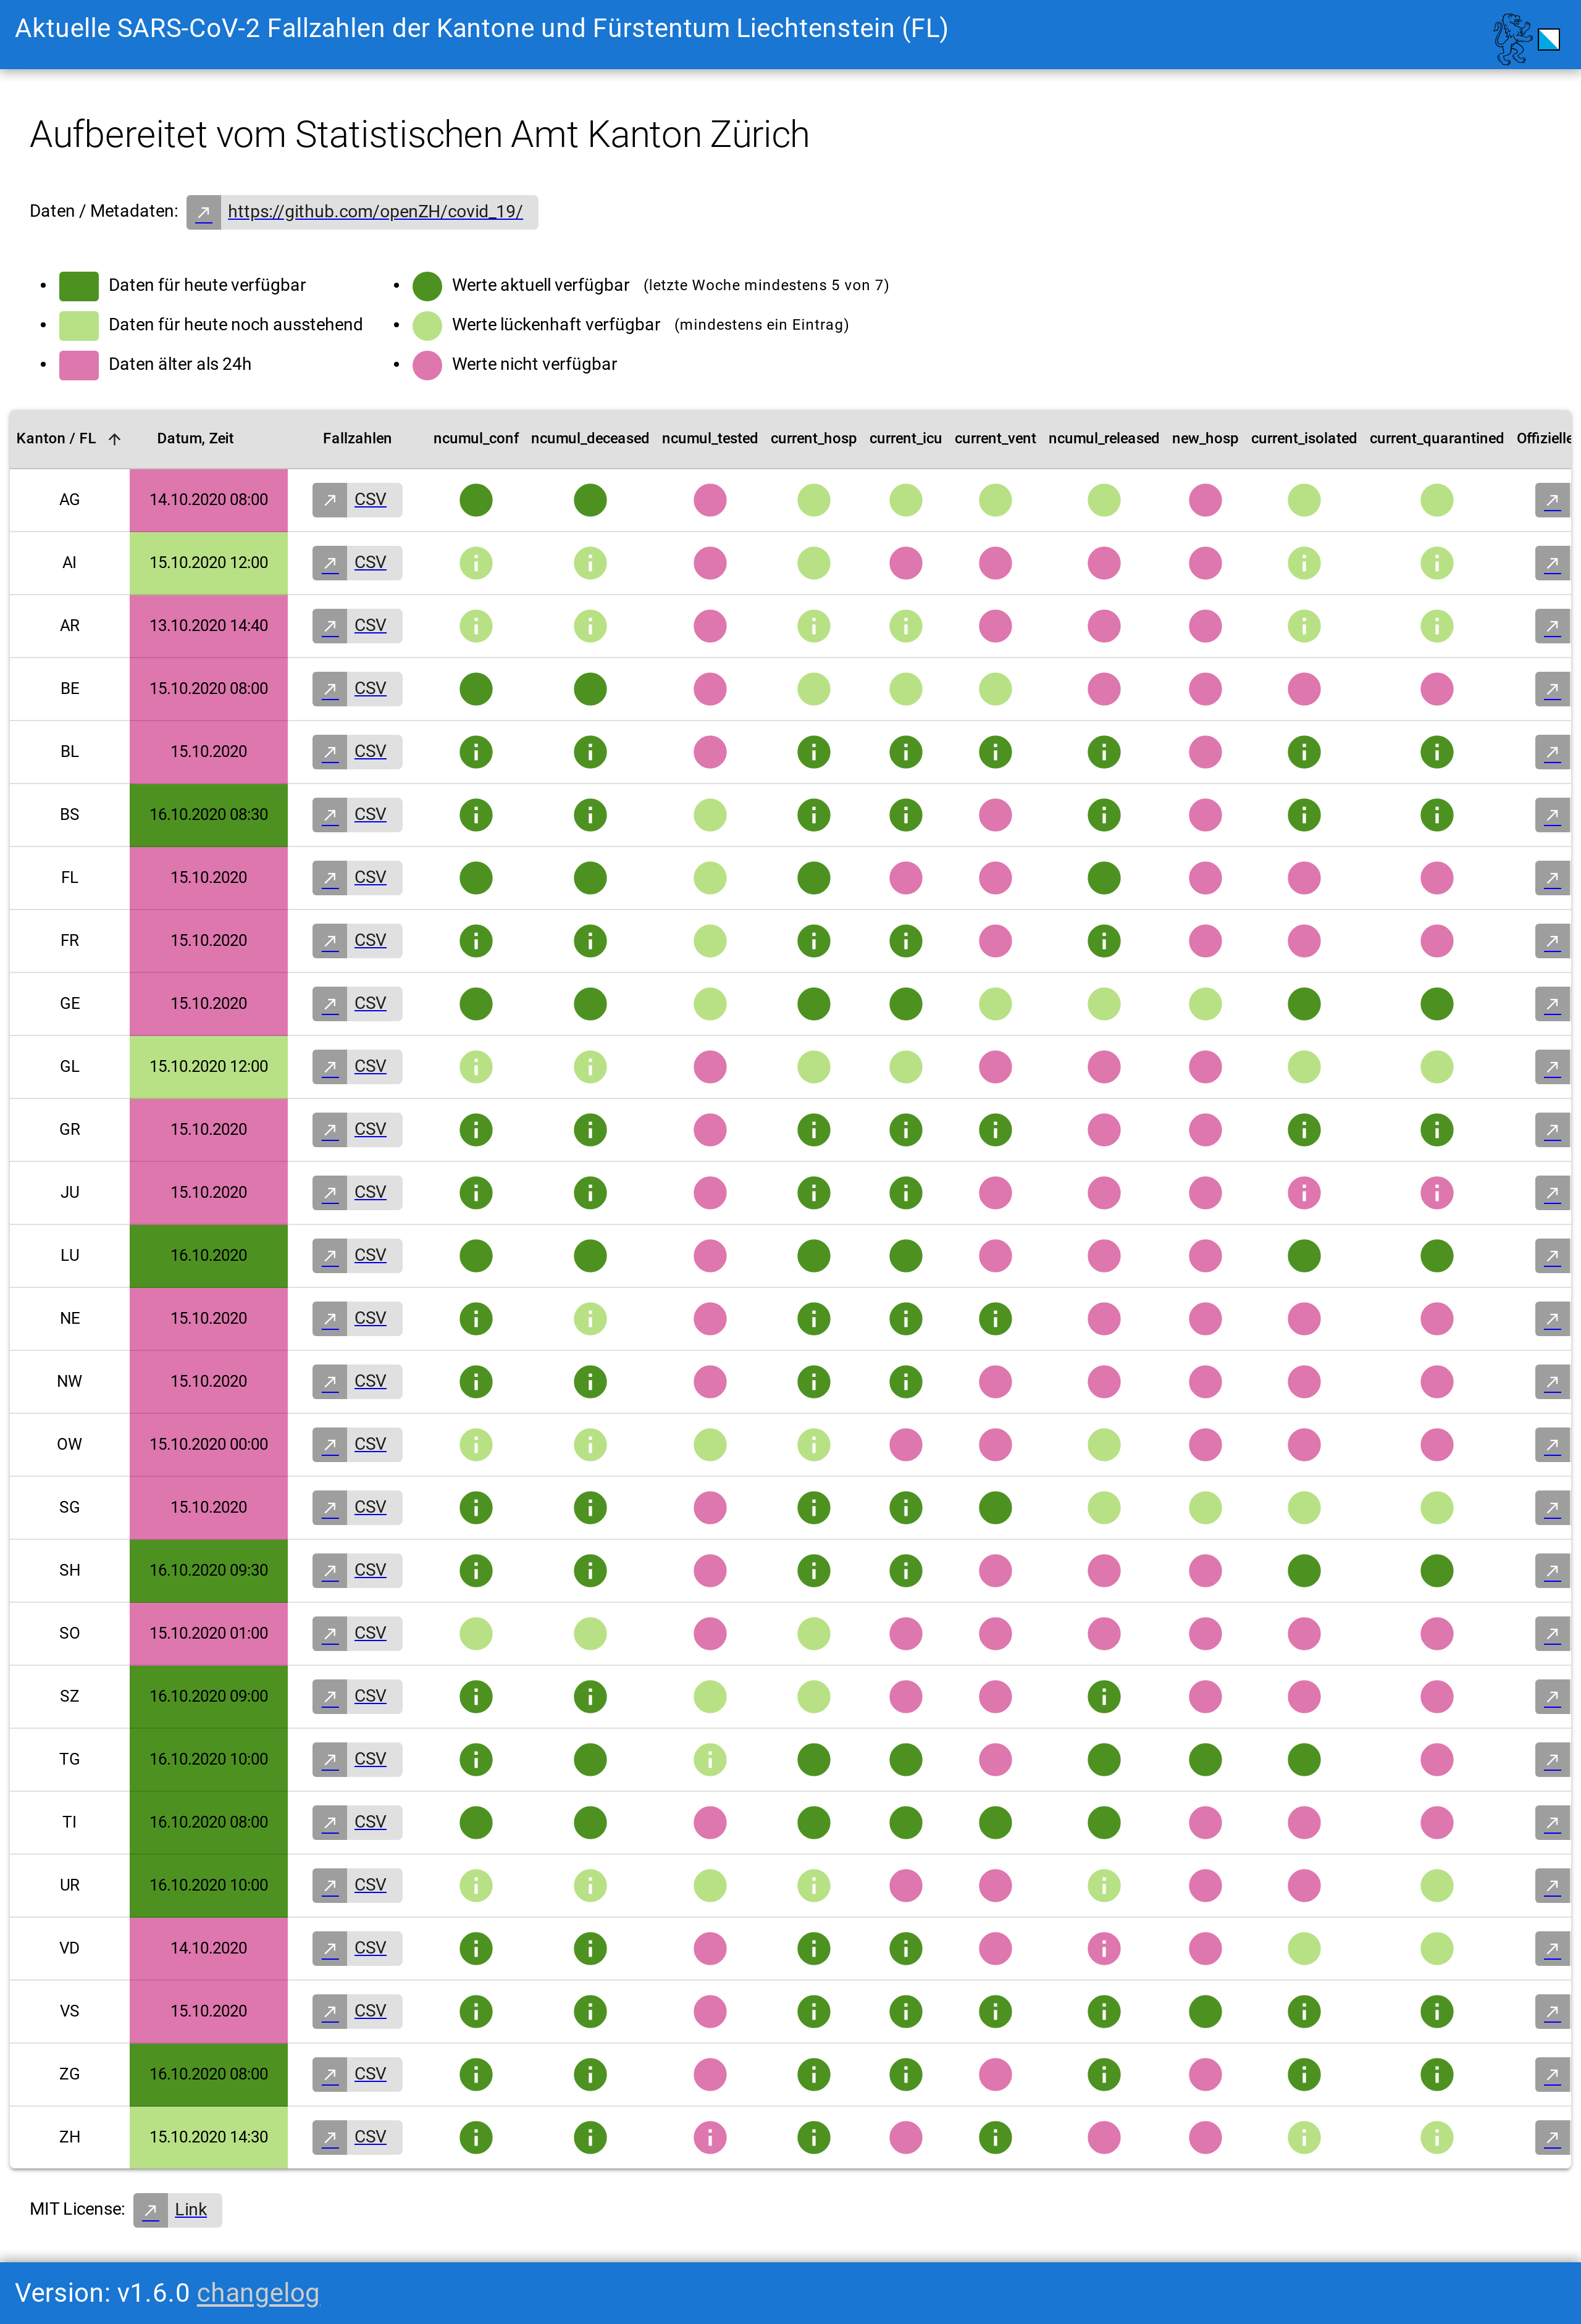 Aktuelle SARS-CoV-2 Fallzahlen der Kantone und Fürstentum Liechtenstein (FL)
Aufbereitet vom Statistischen Amt Kanton Zürich
Daten / Metadaten: https://github.com/openZH/covid_19/
Daten für heute verfügbar
Daten für heute noch ausstehend
Daten älter als 24h
Werte aktuell verfügbar (letzte Woche mindestens 5 von 7)
Werte lückenhaft verfügbar (mindestens ein Eintrag)
Werte nicht verfügbar
Kanton / FL Datum, Zeit Fallzahlen ncumul_conf ncumul_deceased ncumul_tested current_hosp current_icu current_vent ncumul_released new_hosp current_isolated current_quarantined Offizielle
AG 14.10.2020 08:00 CSV
AI 15.10.2020 12:00 CSV
AR 13.10.2020 14:40 CSV
BE 15.10.2020 08:00 CSV
BL 15.10.2020 CSV
BS 16.10.2020 08:30 CSV
FL 15.10.2020 CSV
FR 15.10.2020 CSV
GE 15.10.2020 CSV
GL 15.10.2020 12:00 CSV
GR 15.10.2020 CSV
JU 15.10.2020 CSV
LU 16.10.2020 CSV
NE 15.10.2020 CSV
NW 15.10.2020 CSV
OW 15.10.2020 00:00 CSV
SG 15.10.2020 CSV
SH 16.10.2020 09:30 CSV
SO 15.10.2020 01:00 CSV
SZ 16.10.2020 09:00 CSV
TG 16.10.2020 10:00 CSV
TI 16.10.2020 08:00 CSV
UR 16.10.2020 10:00 CSV
VD 14.10.2020 CSV
VS 15.10.2020 CSV
ZG 16.10.2020 08:00 CSV
ZH 15.10.2020 14:30 CSV
MIT License: Link
Version: v1.6.0 changelog